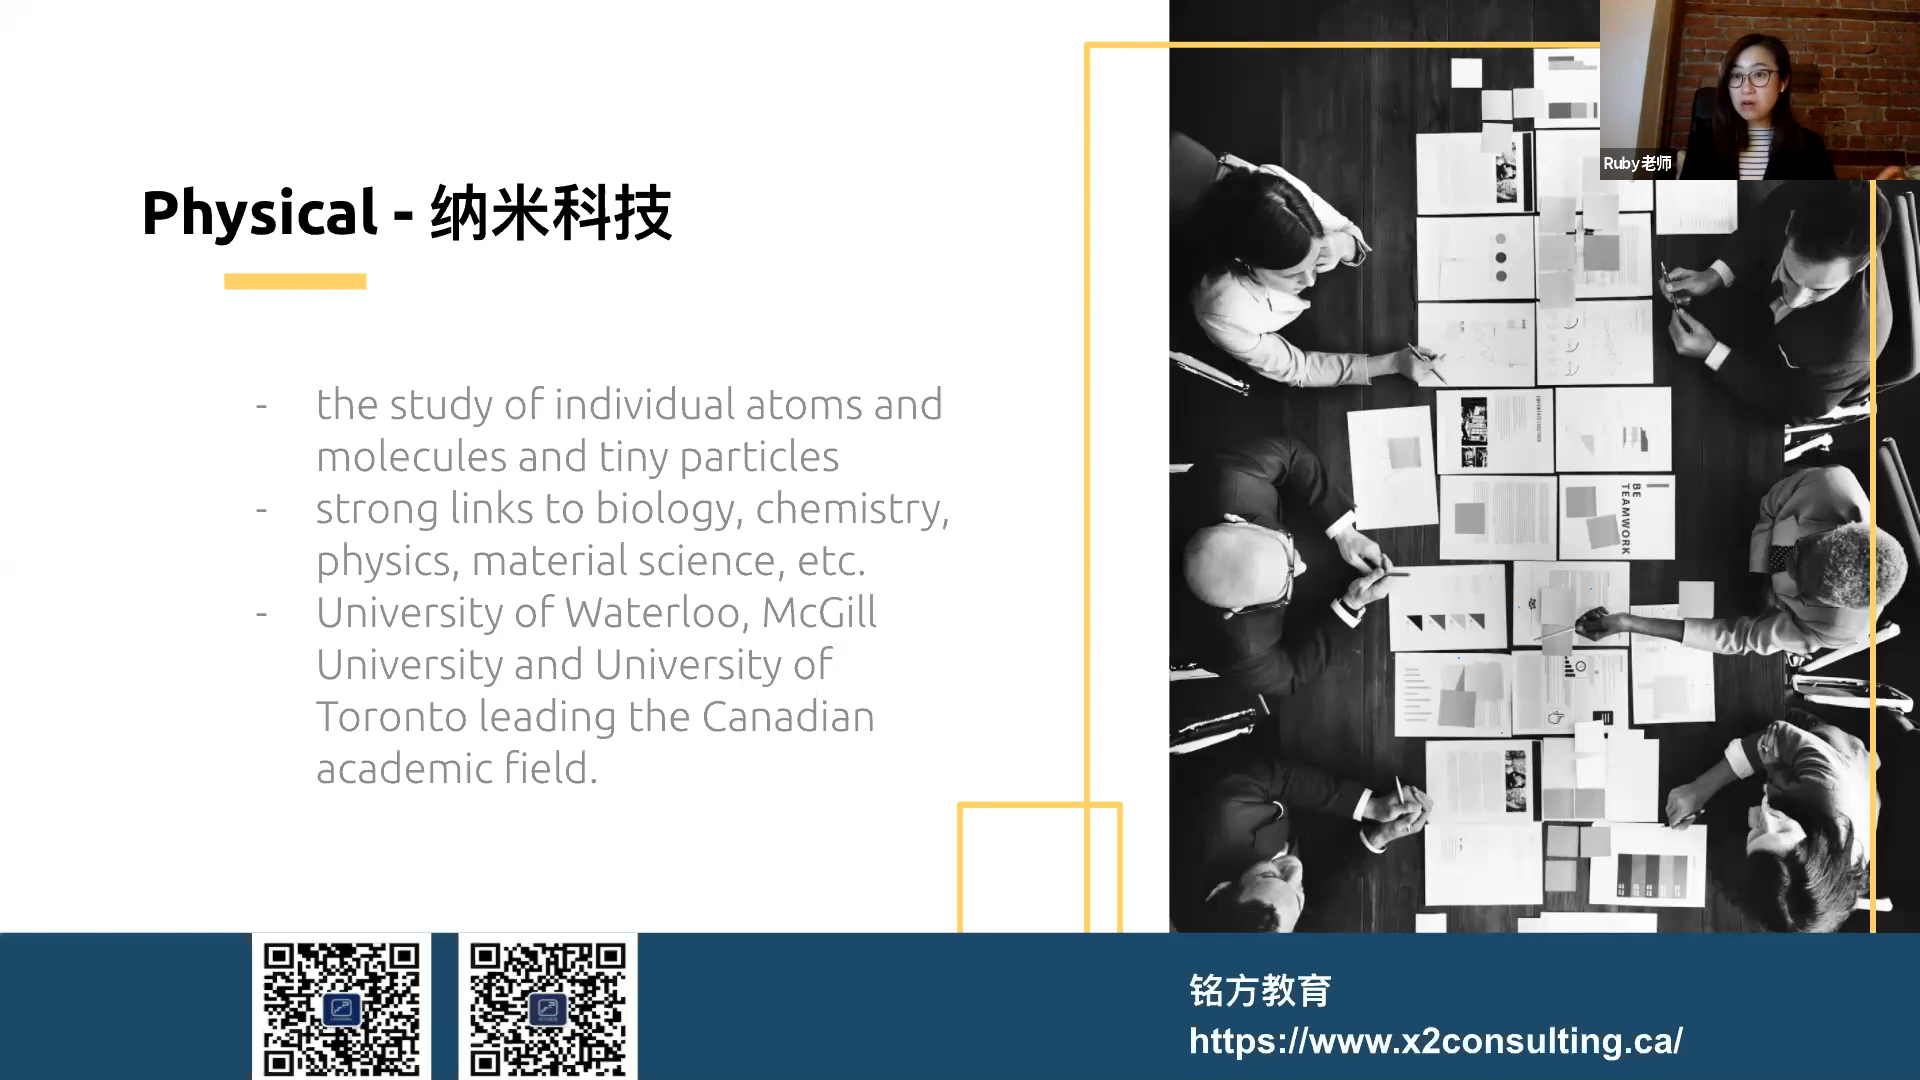 Physical - 纳米科技
- the study of individual atoms and
molecules and tiny particles
- strong links to biology, chemistry,
physics, material science, etc.
- University of Waterloo, McGill
University and University of
Toronto leading the Canadian
academic field.
Ruby老师
BE
TEAMWORK
铭方教育
https://www.x2consulting.ca/